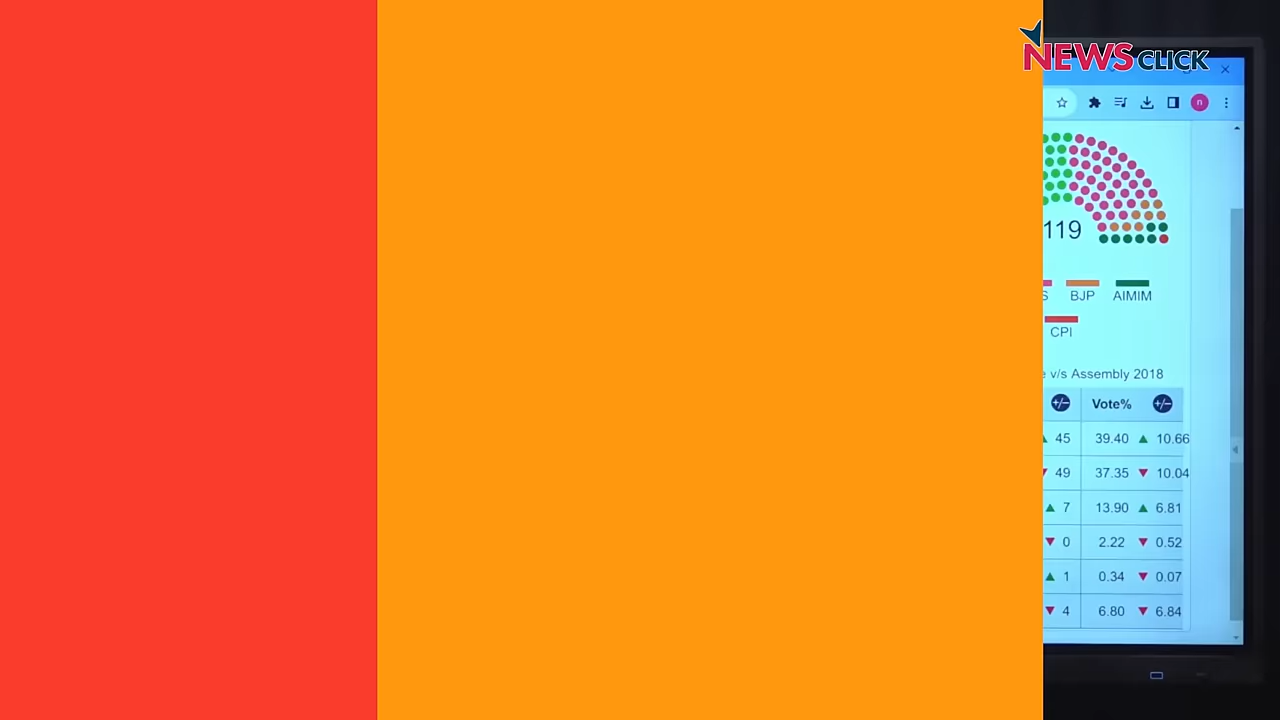 NEWSCLICK
n
119
S BJP AIMIM
CPI
e v/s Assembly 2018
+/− Vote% +/−
▲ 45 39.40 ▲ 10.66
▼ 49 37.35 ▼ 10.04
▲ 7 13.90 ▲ 6.81
▼ 0 2.22 ▼ 0.52
▲ 1 0.34 ▼ 0.07
▼ 4 6.80 ▼ 6.84